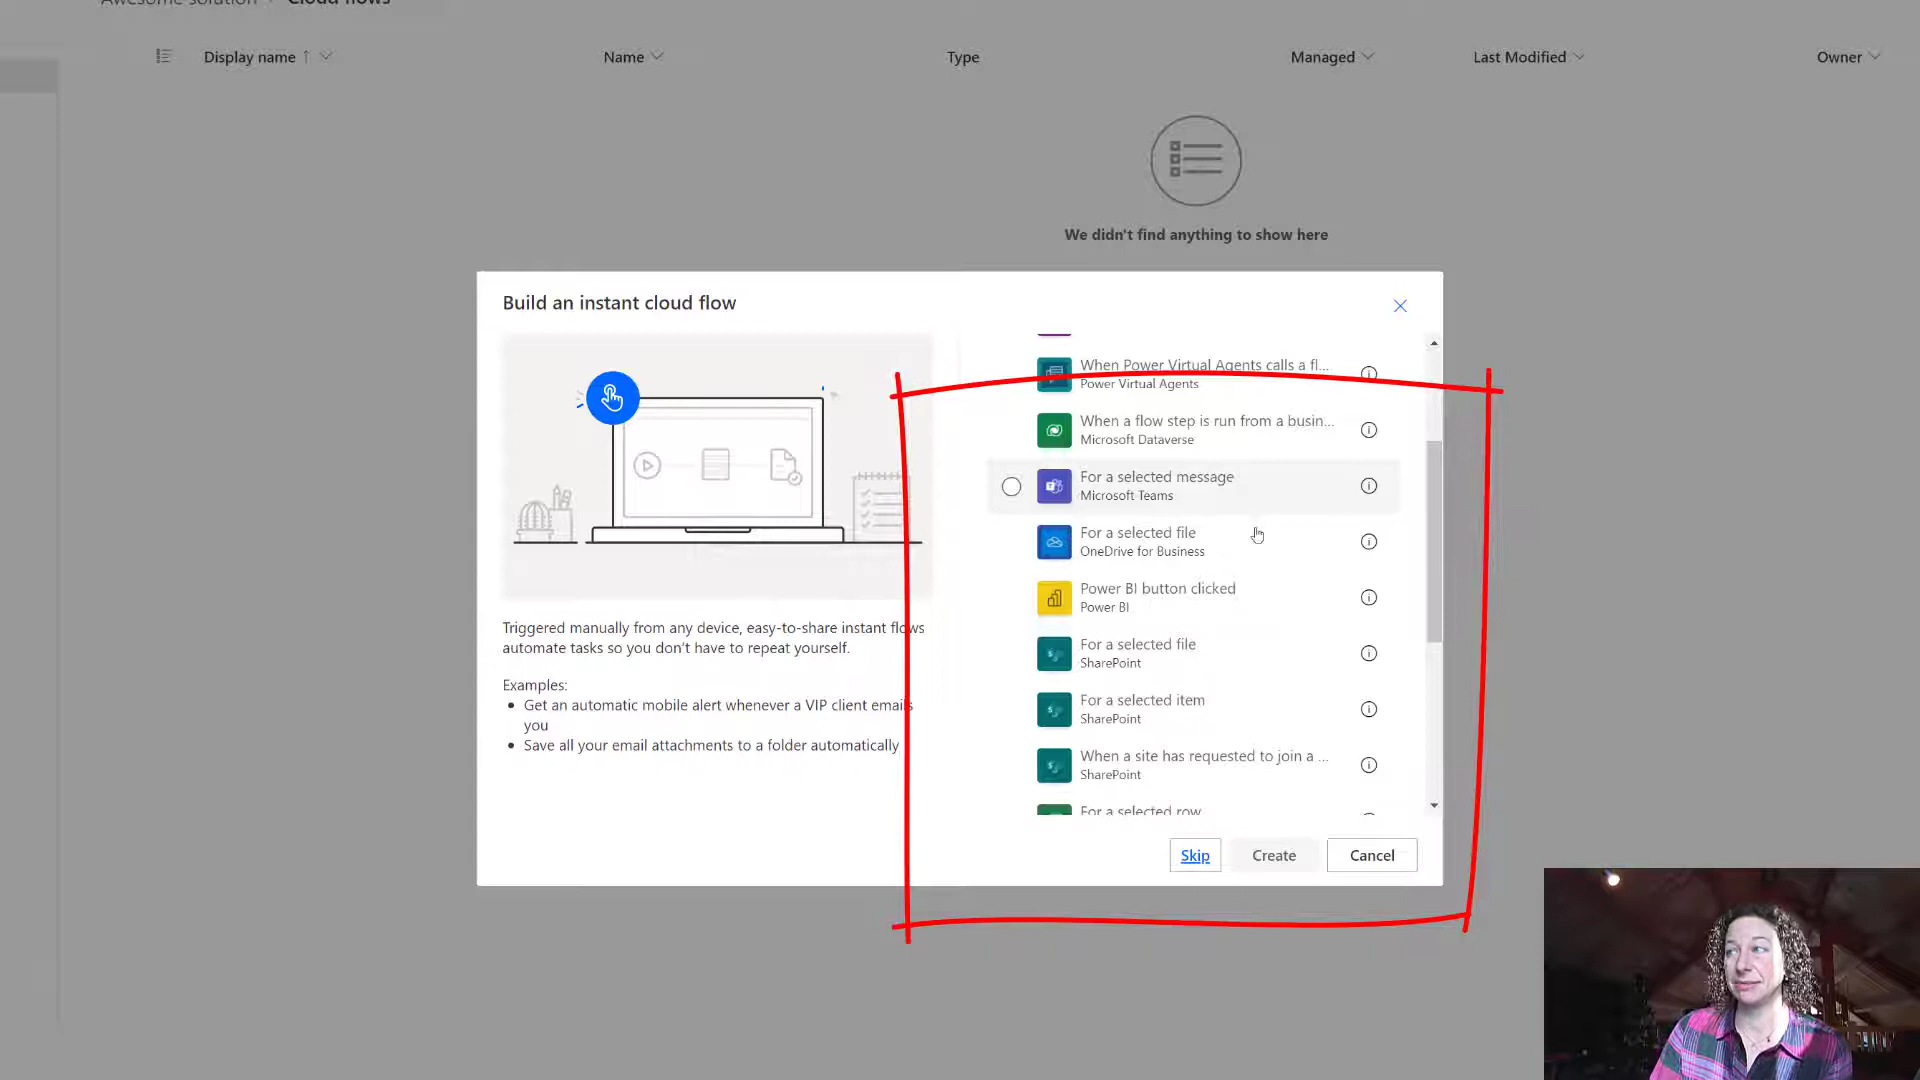 Awesome solution > Cloud flows
Display name ↑
Name
Type
Managed
Last Modified
Owner
We didn't find anything to show here
Build an instant cloud flow
When Power Virtual Agents calls a fl...
Power Virtual Agents
When a flow step is run from a busin...
Microsoft Dataverse
For a selected message
Microsoft Teams
For a selected file
OneDrive for Business
Power BI button clicked
Power BI
For a selected file
SharePoint
For a selected item
SharePoint
When a site has requested to join a ...
SharePoint
For a selected row
Triggered manually from any device, easy-to-share instant flows
automate tasks so you don't have to repeat yourself.
Examples:
• Get an automatic mobile alert whenever a VIP client emails
you
• Save all your email attachments to a folder automatically
Skip
Create
Cancel